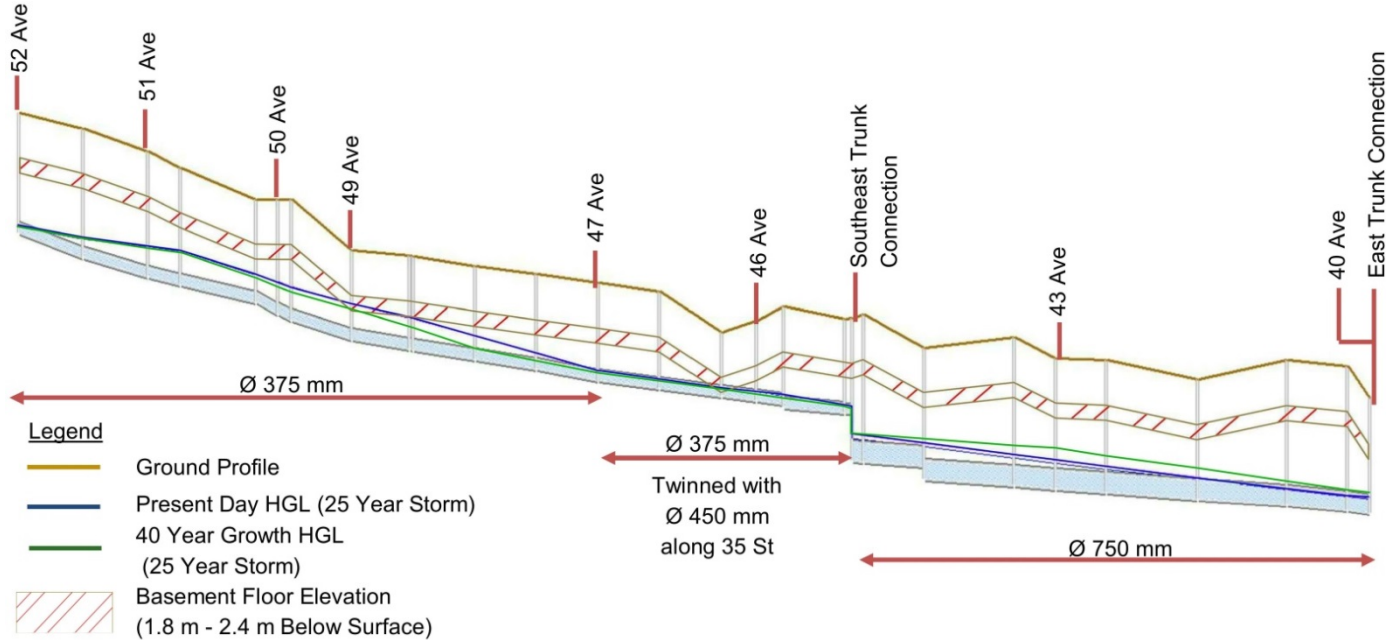 52 Ave
51 Ave
50 Ave
49 Ave
47 Ave
46 Ave
Southeast Trunk
Connection
43 Ave
40 Ave
East Trunk Connection
Ø 375 mm
Ø 375 mm
Twinned with
Ø 450 mm
along 35 St
Ø 750 mm
Legend
Ground Profile
Present Day HGL (25 Year Storm)
40 Year Growth HGL
(25 Year Storm)
Basement Floor Elevation
(1.8 m - 2.4 m Below Surface)